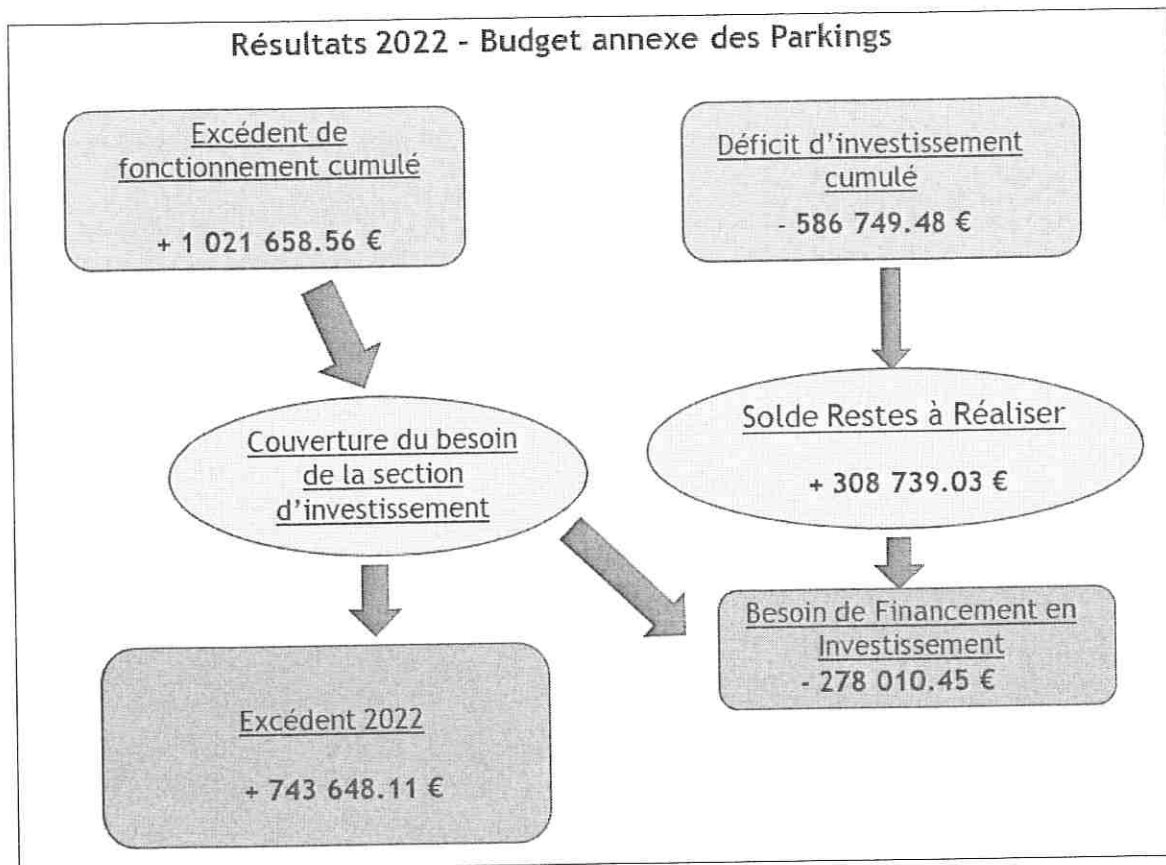 Résultats 2022 - Budget annexe des Parkings
Excédent de
fonctionnement cumulé
+ 1 021 658.56 €
Déficit d'investissement
cumulé
- 586 749.48 €
Couverture du besoin
de la section
d'investissement
Solde Restes à Réaliser
+ 308 739.03 €
Besoin de Financement en
Investissement
- 278 010.45 €
Excédent 2022
+ 743 648.11 €